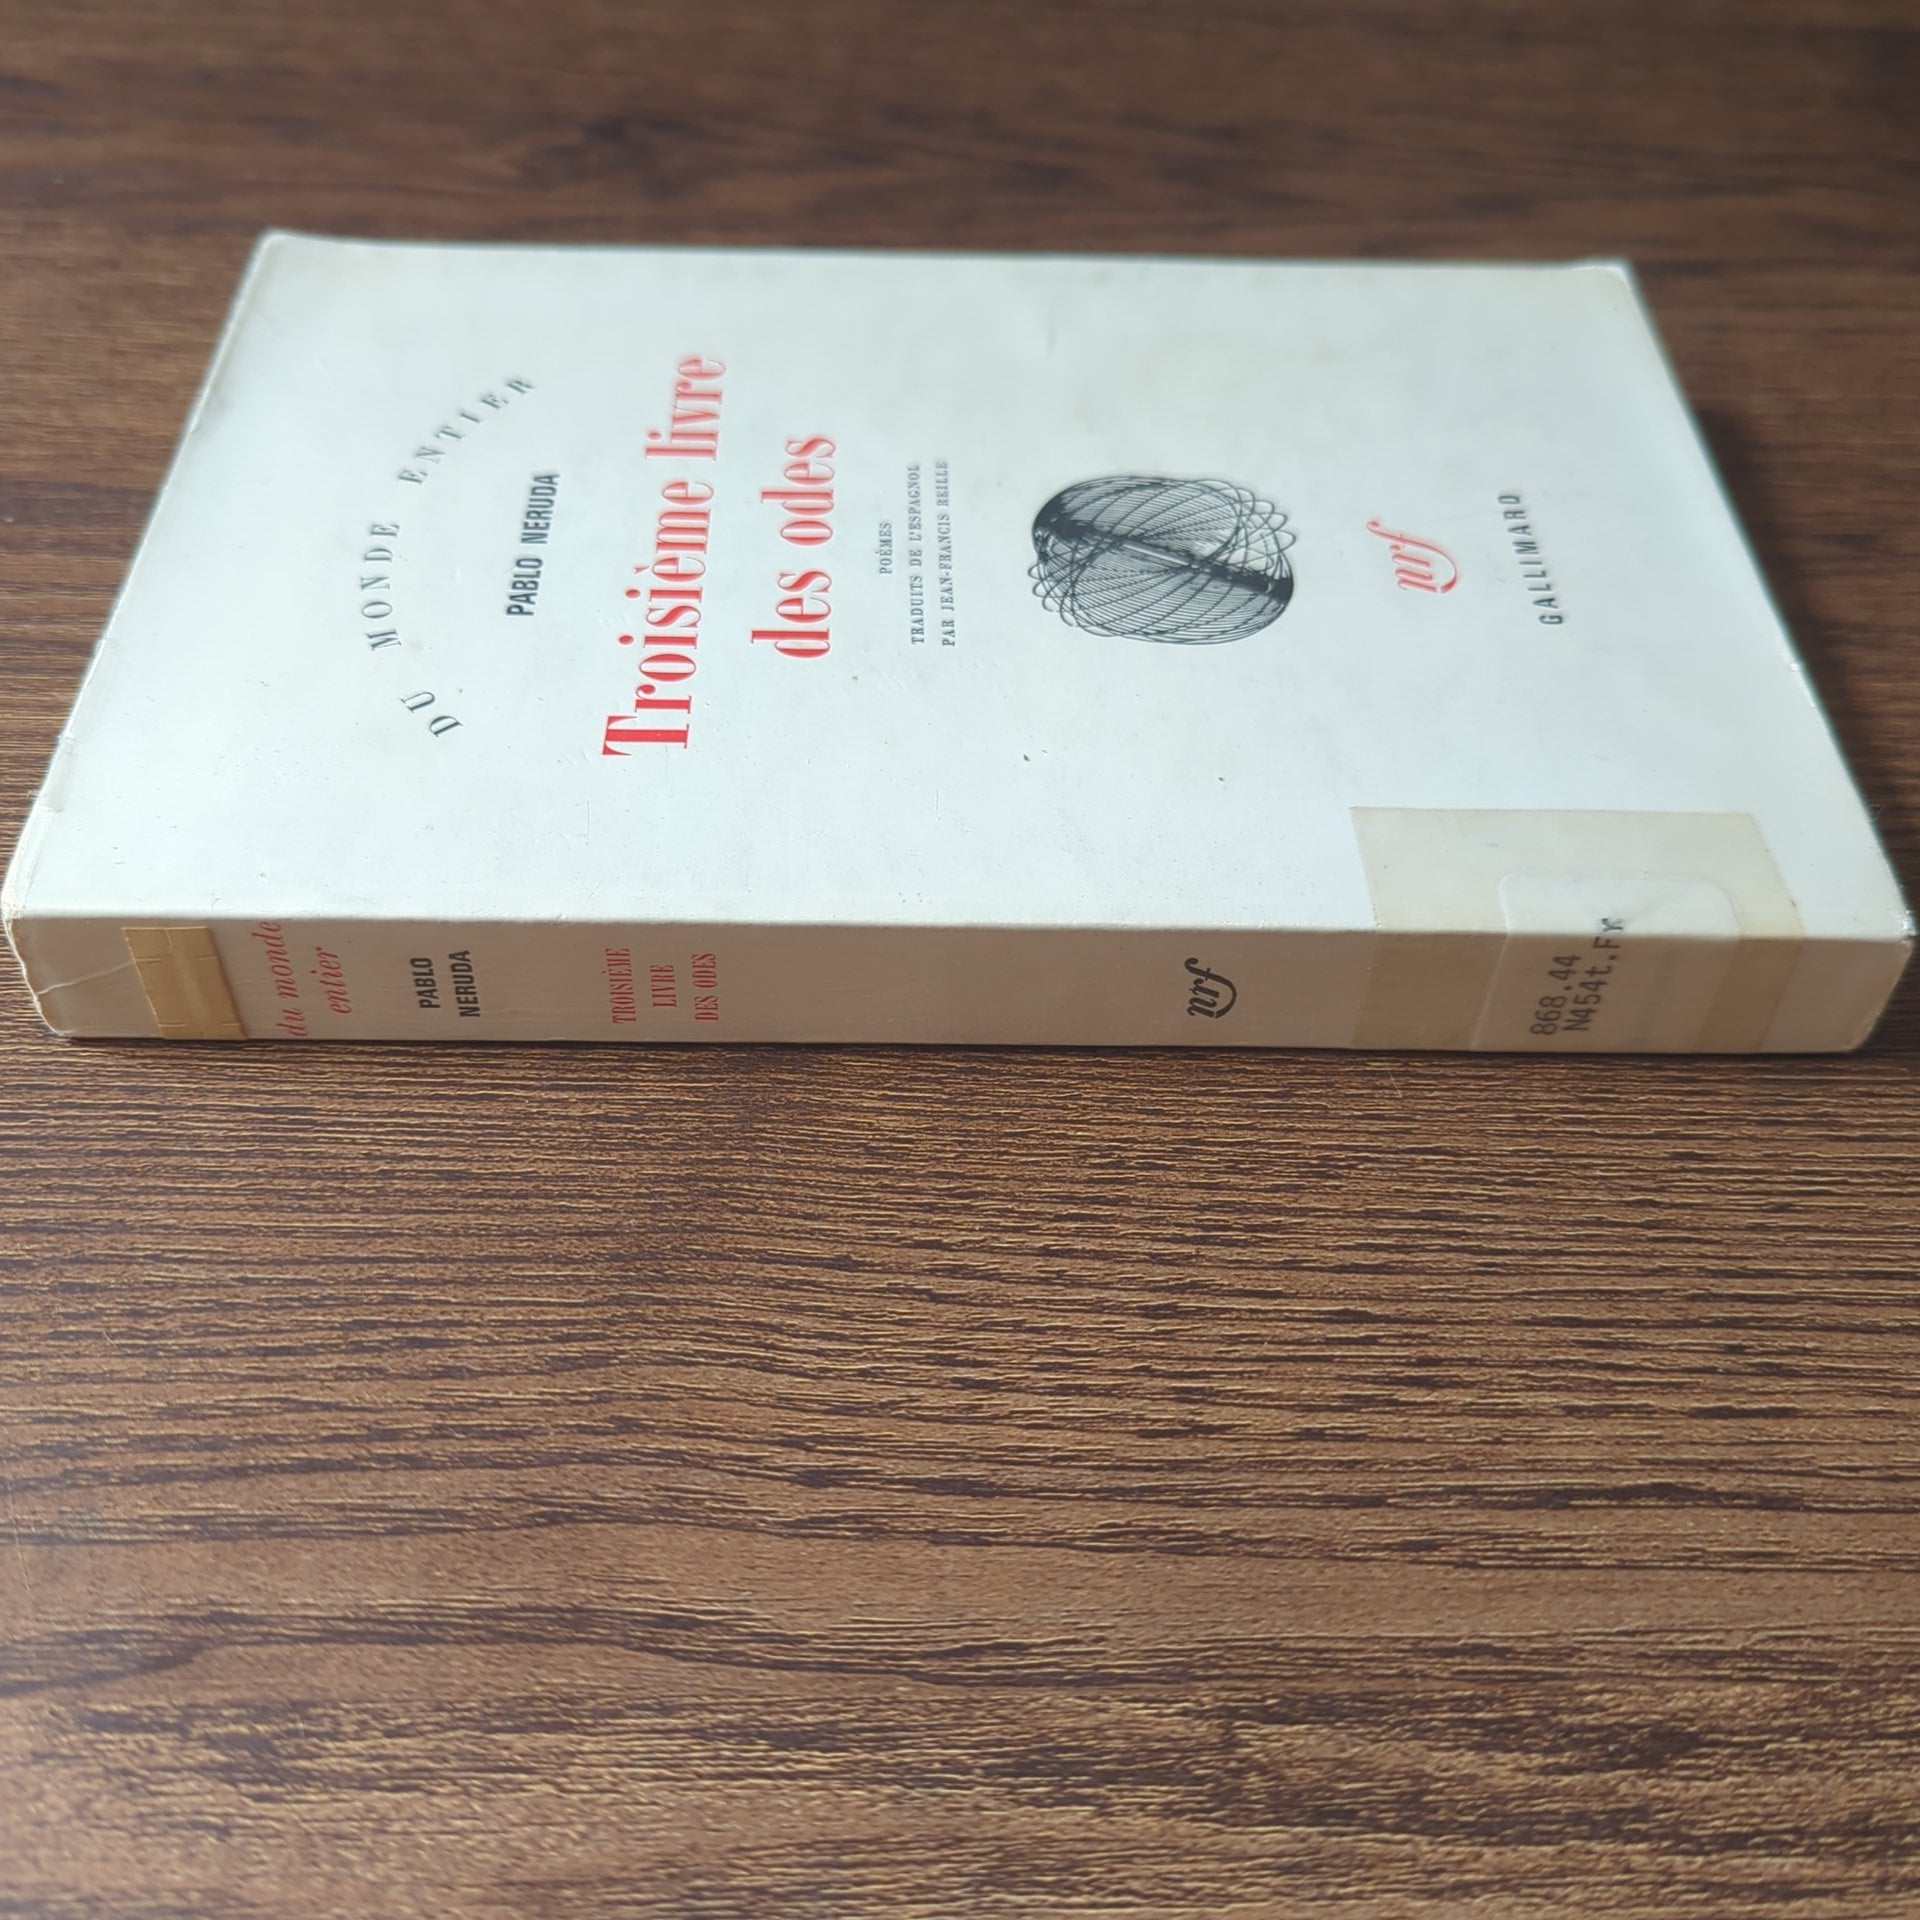 DU MONDE ENTIER
PABLO NERUDA
Troisième livre
des odes
POÈMES
TRADUITS DE L'ESPAGNOL
PAR JEAN-FRANCIS REILLE
nrf
GALLIMARD
du monde
entier
PABLO
NERUDA
TROISIÈME
LIVRE
DES ODES
nrf
868.44
N454t.Fr